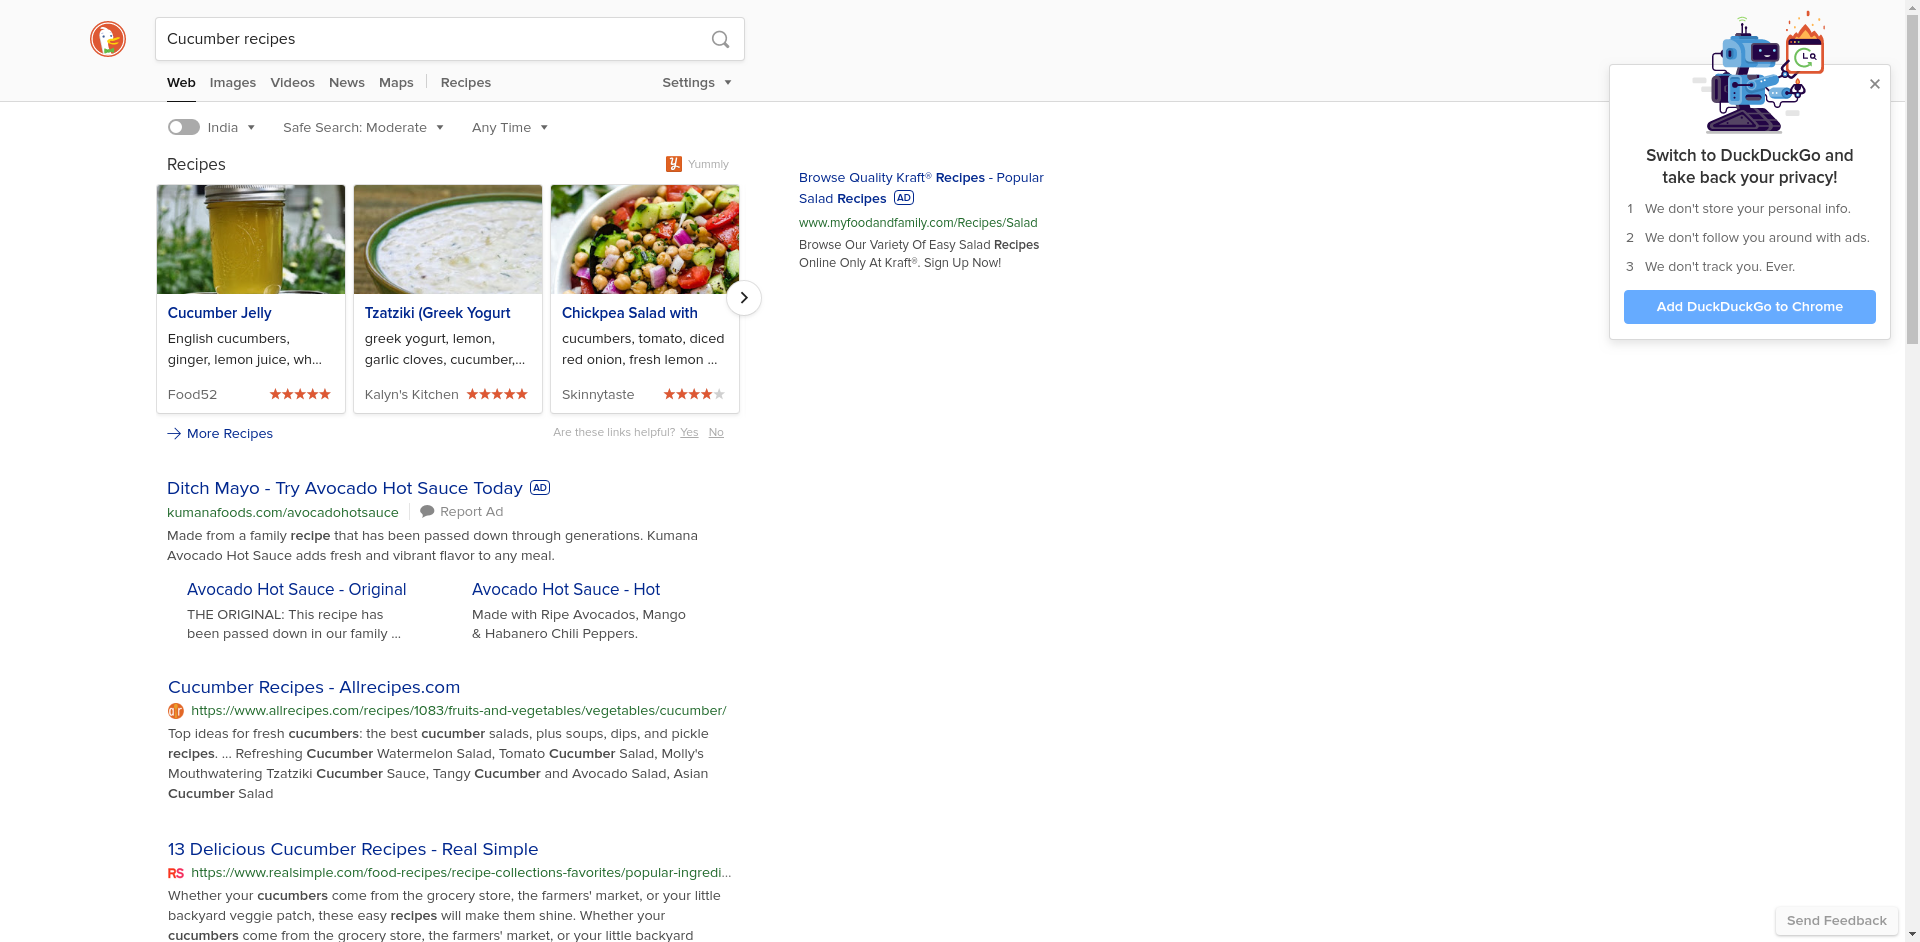 Cucumber recipes
Web Images Videos News Maps Recipes Settings
India Safe Search: Moderate Any Time
Recipes
Yummly
Cucumber Jelly
English cucumbers,
ginger, lemon juice, wh...
Food52
Tzatziki (Greek Yogurt
greek yogurt, lemon,
garlic cloves, cucumber,...
Kalyn's Kitchen
Chickpea Salad with
cucumbers, tomato, diced
red onion, fresh lemon ...
Skinnytaste
More Recipes
Are these links helpful? Yes No
Ditch Mayo - Try Avocado Hot Sauce Today AD
kumanafoods.com/avocadohotsauce Report Ad
Made from a family recipe that has been passed down through generations. Kumana
Avocado Hot Sauce adds fresh and vibrant flavor to any meal.
Avocado Hot Sauce - Original
THE ORIGINAL: This recipe has
been passed down in our family ...
Avocado Hot Sauce - Hot
Made with Ripe Avocados, Mango
& Habanero Chili Peppers.
Cucumber Recipes - Allrecipes.com
https://www.allrecipes.com/recipes/1083/fruits-and-vegetables/vegetables/cucumber/
Top ideas for fresh cucumbers: the best cucumber salads, plus soups, dips, and pickle
recipes. ... Refreshing Cucumber Watermelon Salad, Tomato Cucumber Salad, Molly's
Mouthwatering Tzatziki Cucumber Sauce, Tangy Cucumber and Avocado Salad, Asian
Cucumber Salad
13 Delicious Cucumber Recipes - Real Simple
RS https://www.realsimple.com/food-recipes/recipe-collections-favorites/popular-ingredi...
Whether your cucumbers come from the grocery store, the farmers' market, or your little
backyard veggie patch, these easy recipes will make them shine. Whether your
cucumbers come from the grocery store, the farmers' market, or your little backyard
Browse Quality Kraft® Recipes - Popular
Salad Recipes AD
www.myfoodandfamily.com/Recipes/Salad
Browse Our Variety Of Easy Salad Recipes
Online Only At Kraft®. Sign Up Now!
Switch to DuckDuckGo and
take back your privacy!
1 We don't store your personal info.
2 We don't follow you around with ads.
3 We don't track you. Ever.
Add DuckDuckGo to Chrome
Send Feedback